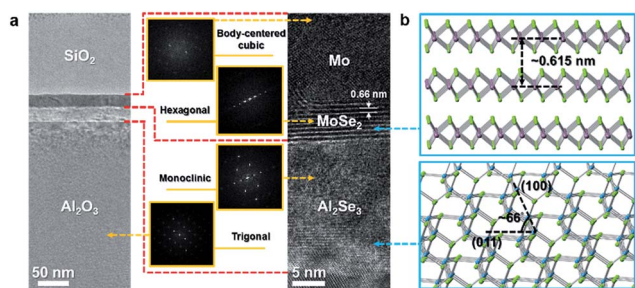 a
SiO2
Al2O3
50 nm
Body-centered
cubic
Hexagonal
Monoclinic
Trigonal
Mo
0.66 nm
MoSe2
Al2Se3
5 nm
b
~0.615 nm
(100)
~66°
(011)